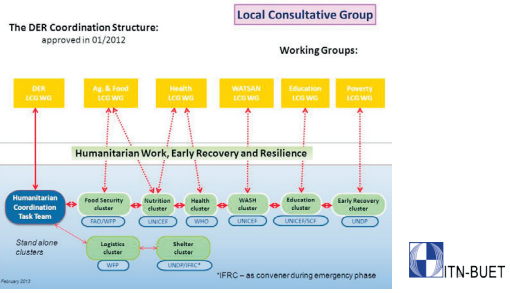 Local Consultative Group
The DER Coordination Structure:
approved in 01/2012
Working Groups:
DER
LCG WG
Ag. & Food
LCG WG
Health
LCG WG
WATSAN
LCG WG
Education
LCG WG
Poverty
LCG WG
Humanitarian Work, Early Recovery and Resilience
Humanitarian
Coordination
Task Team
Food Security
cluster
FAO/WFP
Nutrition
cluster
UNICEF
Health
cluster
WHO
WASH
cluster
UNICEF
Education
cluster
UNICEF/SCF
Early Recovery
cluster
UNDP
Stand alone
clusters
Logistics
cluster
WFP
Shelter
cluster
UNDP/IFRC*
*IFRC – as convener during emergency phase
February 2013
ITN-BUET